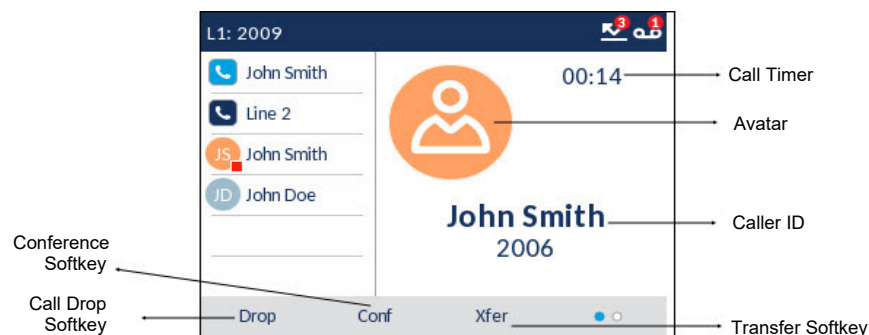 L1: 2009
3
1
John Smith
00:14
Call Timer
Line 2
Avatar
JS
John Smith
JD
John Doe
John Smith
Caller ID
2006
Conference
Softkey
Call Drop
Softkey
Drop
Conf
Xfer
Transfer Softkey